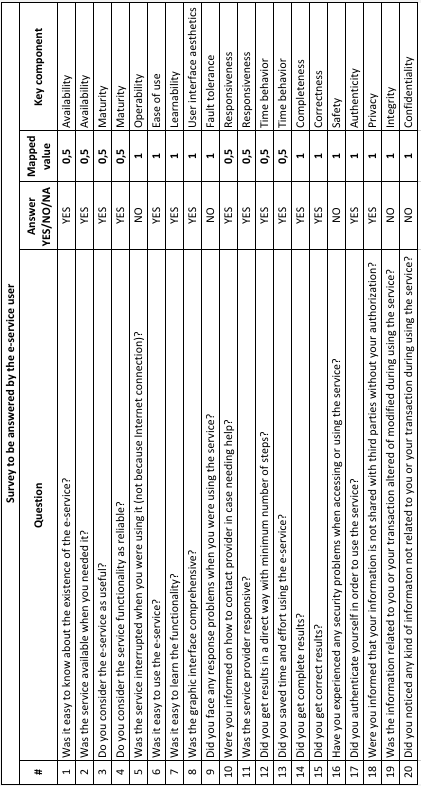 Survey to be answered by the e-service user
# Question Answer YES/NO/NA Mapped value Key component
1 Was it easy to know about the existence of the e-service? YES 0,5 Availability
2 Was the service available when you needed it? YES 0,5 Availability
3 Do you consider the e-service as useful? YES 0,5 Maturity
4 Do you consider the service functionality as reliable? YES 0,5 Maturity
5 Was the service interrupted when you were using it (not because Internet connection)? NO 1 Operability
6 Was it easy to use the e-service? YES 1 Ease of use
7 Was it easy to learn the functionality? YES 1 Learnability
8 Was the graphic interface comprehensive? YES 1 User interface aesthetics
9 Did you face any response problems when you were using the service? NO 1 Fault tolerance
10 Were you informed on how to contact provider in case needing help? YES 0,5 Responsiveness
11 Was the service provider responsive? YES 0,5 Responsiveness
12 Did you get results in a direct way with minimum number of steps? YES 0,5 Time behavior
13 Did you saved time and effort using the e-service? YES 0,5 Time behavior
14 Did you get complete results? YES 1 Completeness
15 Did you get correct results? YES 1 Correctness
16 Have you experienced any security problems when accessing or using the service? NO 1 Safety
17 Did you authenticate yourself in order to use the service? YES 1 Authenticity
18 Were you informed that your information is not shared with third parties without your authorization? YES 1 Privacy
19 Was the information related to you or your transaction altered of modified during using the service? NO 1 Integrity
20 Did you noticed any kind of informaton not related to you or your transaction during using the service? NO 1 Confidentiality